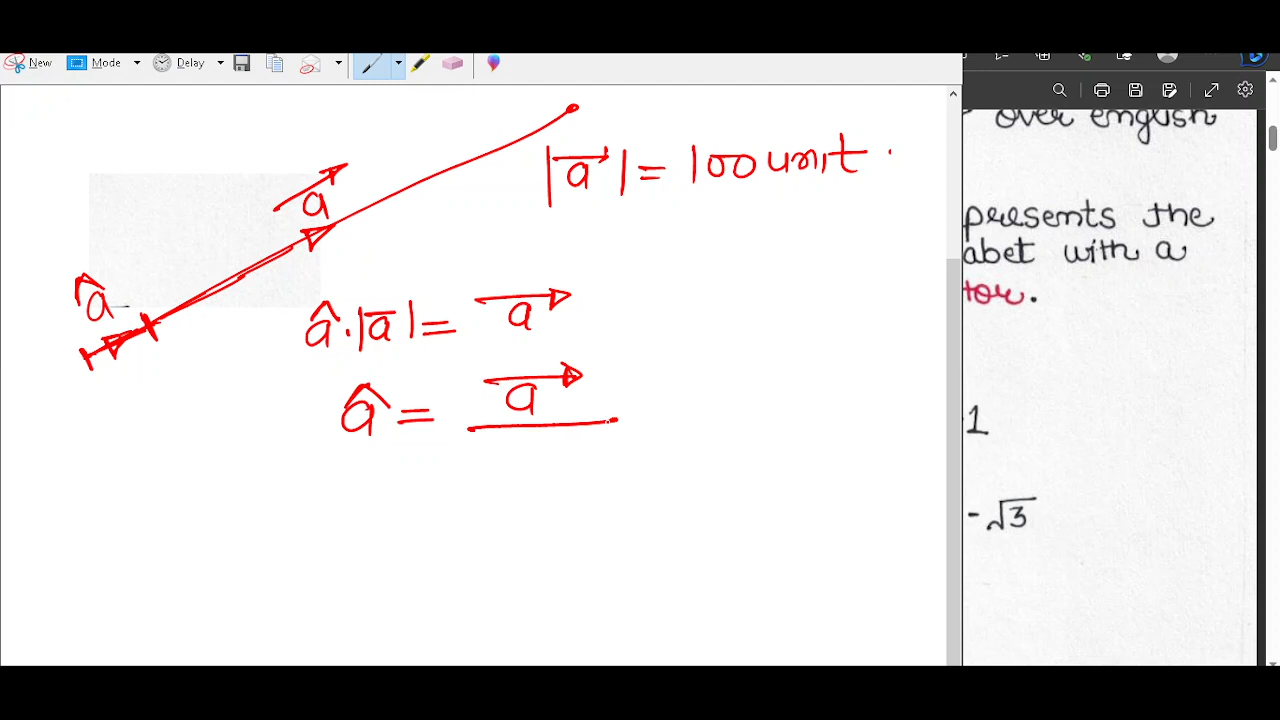 New Mode Delay
over english
|a⃗| = 100 unit .
a⃗
presents the
abet with a
tor.
â
â · |a̅| = a⃗
â = a⃗
-1
- √3